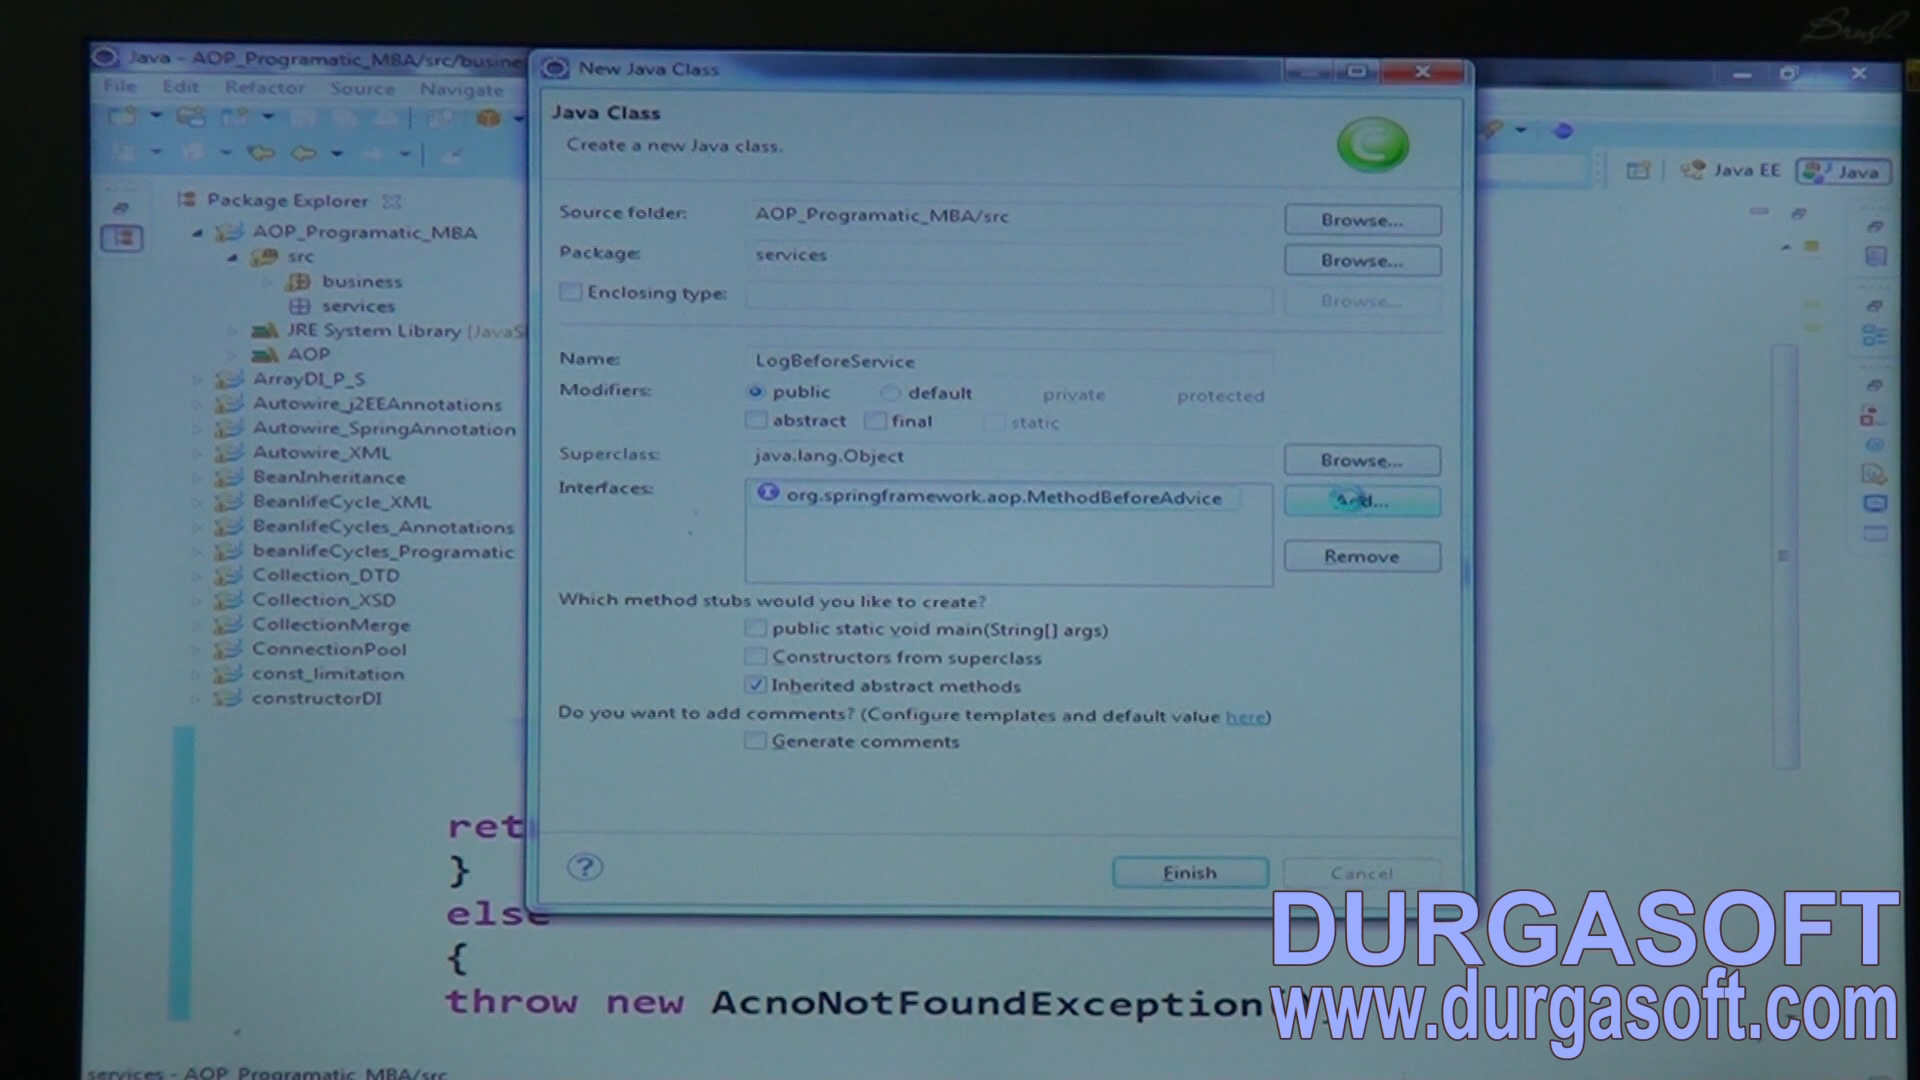 Brush
Java - AOP_Programatic_MBA/src/busine
File Edit Refactor Source Navigate
Java EE
Java
Package Explorer
AOP_Programatic_MBA
src
business
services
JRE System Library [JavaS
AOP
ArrayDI_P_S
Autowire_j2EEAnnotations
Autowire_SpringAnnotation
Autowire_XML
BeanInheritance
BeanlifeCycle_XML
BeanlifeCycles_Annotations
beanlifeCycles_Programatic
Collection_DTD
Collection_XSD
CollectionMerge
ConnectionPool
const_limitation
constructorDI
New Java Class
Java Class
Create a new Java class.
Source folder: AOP_Programatic_MBA/src Browse...
Package: services Browse...
Enclosing type: Browse...
Name: LogBeforeService
Modifiers: public default private protected
abstract final static
Superclass: java.lang.Object Browse...
Interfaces: org.springframework.aop.MethodBeforeAdvice Add...
Remove
Which method stubs would you like to create?
public static void main(String[] args)
Constructors from superclass
Inherited abstract methods
Do you want to add comments? (Configure templates and default value here)
Generate comments
Finish Cancel
ret
}
else
{
throw new AcnoNotFoundException(
services - AOP_Programatic_MBA/src
DURGASOFT
www.durgasoft.com